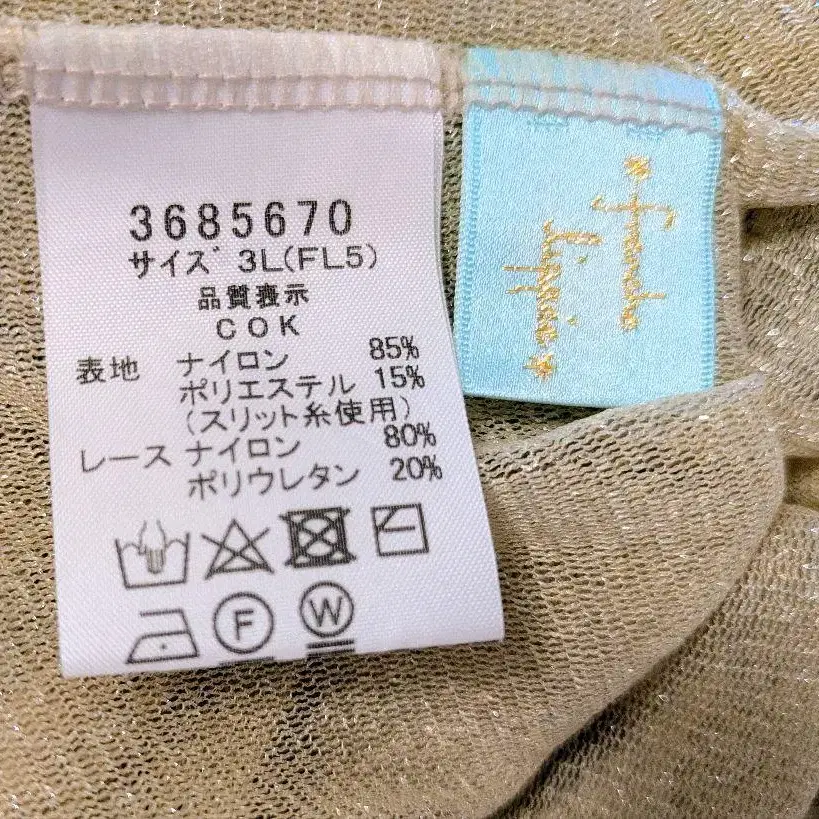 3685670
サイズ 3L(FL5)
品質表示
COK
表地 ナイロン 85%
ポリエステル 15%
(スリット糸使用)
レース ナイロン 80%
ポリウレタン 20%
F
W
franche
lippée